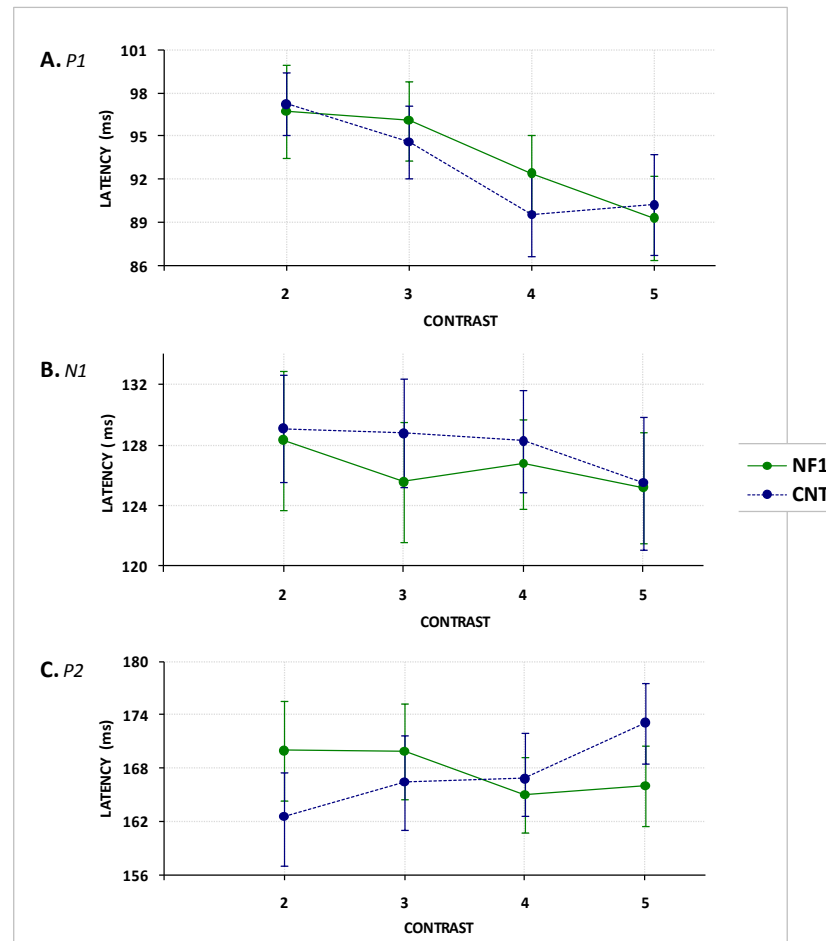 A. P1
LATENCY (ms)
101
98
95
92
89
86
2 3 4 5
CONTRAST
B. N1
LATENCY ( ms)
132
128
124
120
2 3 4 5
CONTRAST
NF1
CNT
C. P2
LATENCY (ms)
180
174
168
162
156
2 3 4 5
CONTRAST